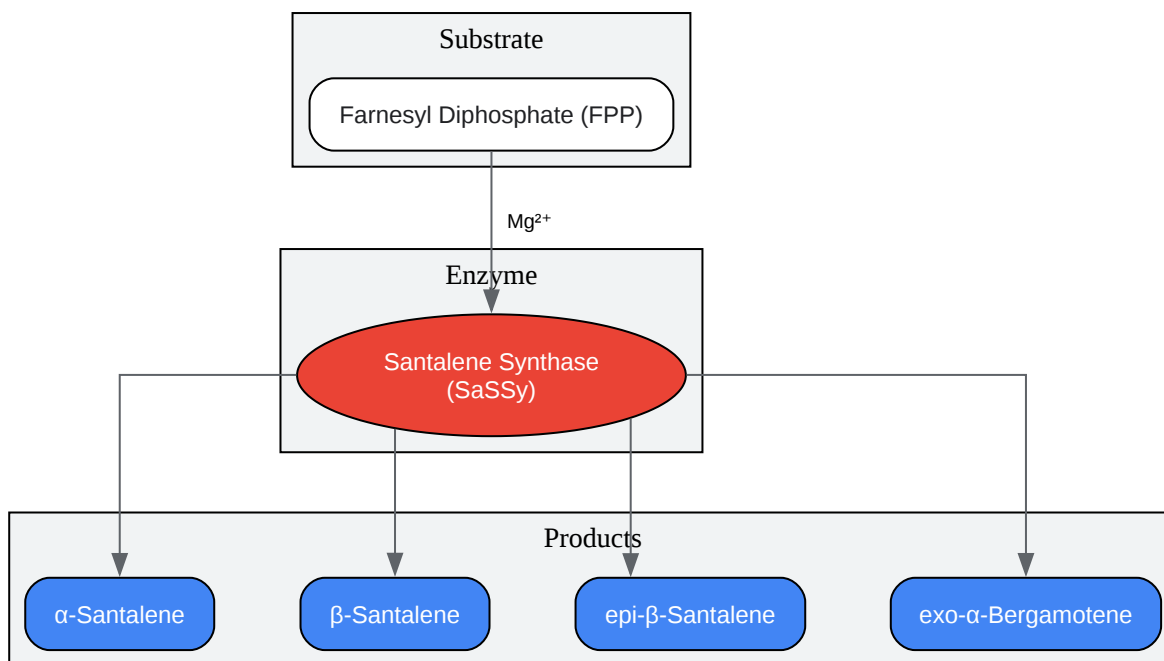 Substrate
Farnesyl Diphosphate (FPP)
Mg²⁺
Enzyme
Santalene Synthase
(SaSSy)
Products
α-Santalene
β-Santalene
epi-β-Santalene
exo-α-Bergamotene